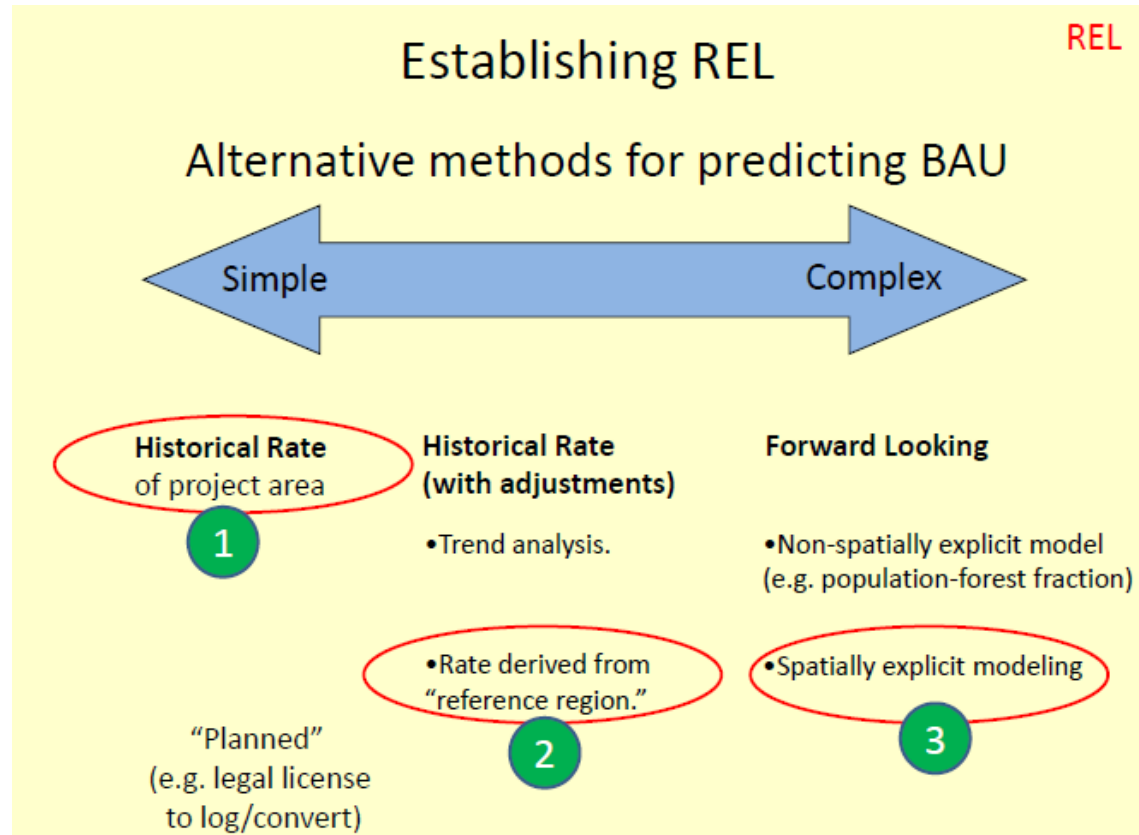 REL
Establishing REL
Alternative methods for predicting BAU
Simple
Complex
Historical Rate
of project area
1
“Planned”
(e.g. legal license
to log/convert)
Historical Rate
(with adjustments)
•Trend analysis.
•Rate derived from
“reference region.”
2
Forward Looking
•Non-spatially explicit model
(e.g. population-forest fraction)
•Spatially explicit modeling
3